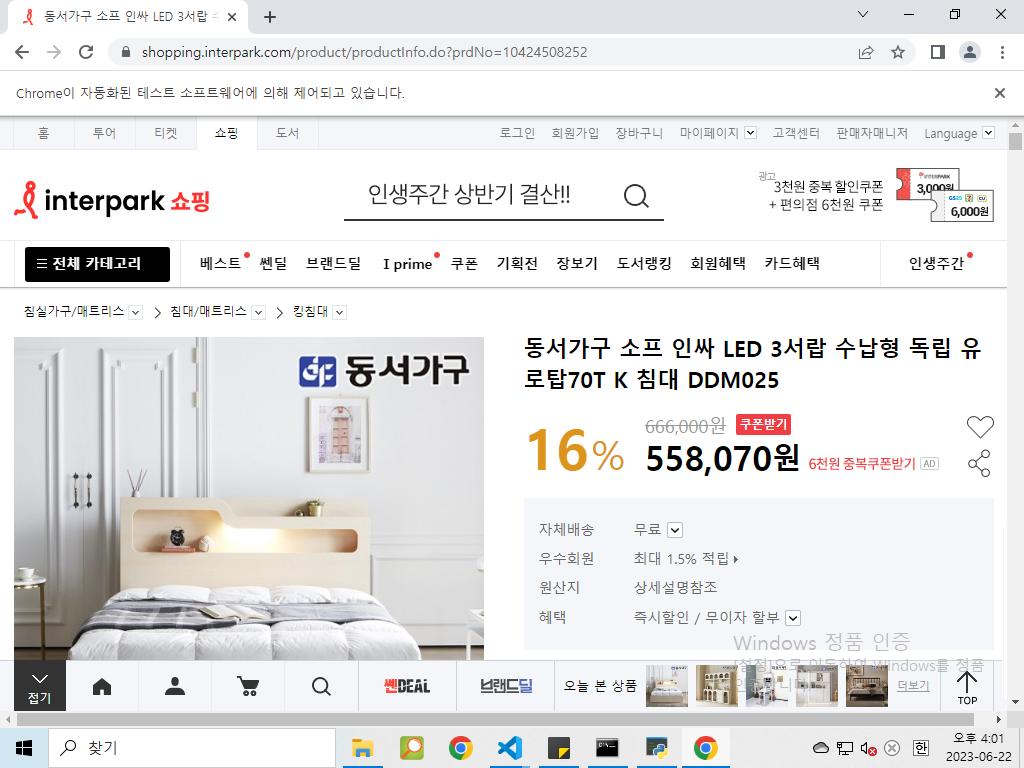 동서가구 소프 인싸 LED 3서랍 수
shopping.interpark.com/product/productInfo.do?prdNo=10424508252
Chrome이 자동화된 테스트 소프트웨어에 의해 제어되고 있습니다.
홈 투어 티켓 쇼핑 도서 로그인 회원가입 장바구니 마이페이지 고객센터 판매자매니저 Language
interpark 쇼핑
인생주간 상반기 결산!!
광고
3천원 중복 할인쿠폰
+ 편의점 6천원 쿠폰
INTERPARK
3,000원
GS25 CU
6,000원
전체 카테고리 베스트 쎈딜 브랜드딜 I prime 쿠폰 기획전 장보기 도서랭킹 회원혜택 카드혜택 인생주간
침실가구/매트리스 침대/매트리스 킹침대
동서가구
동서가구 소프 인싸 LED 3서랍 수납형 독립 유
로탑70T K 침대 DDM025
16%
666,000원 쿠폰받기
558,070원 6천원 중복쿠폰받기 AD
자체배송 무료
우수회원 최대 1.5% 적립
원산지 상세설명참조
혜택 즉시할인 / 무이자 할부
Windows 정품 인증
[설정]으로 이동하여 Windows를 정품
접기
쎈DEAL
브랜드딜
오늘 본 상품
더보기
TOP
찾기
한
오후 4:01
2023-06-22